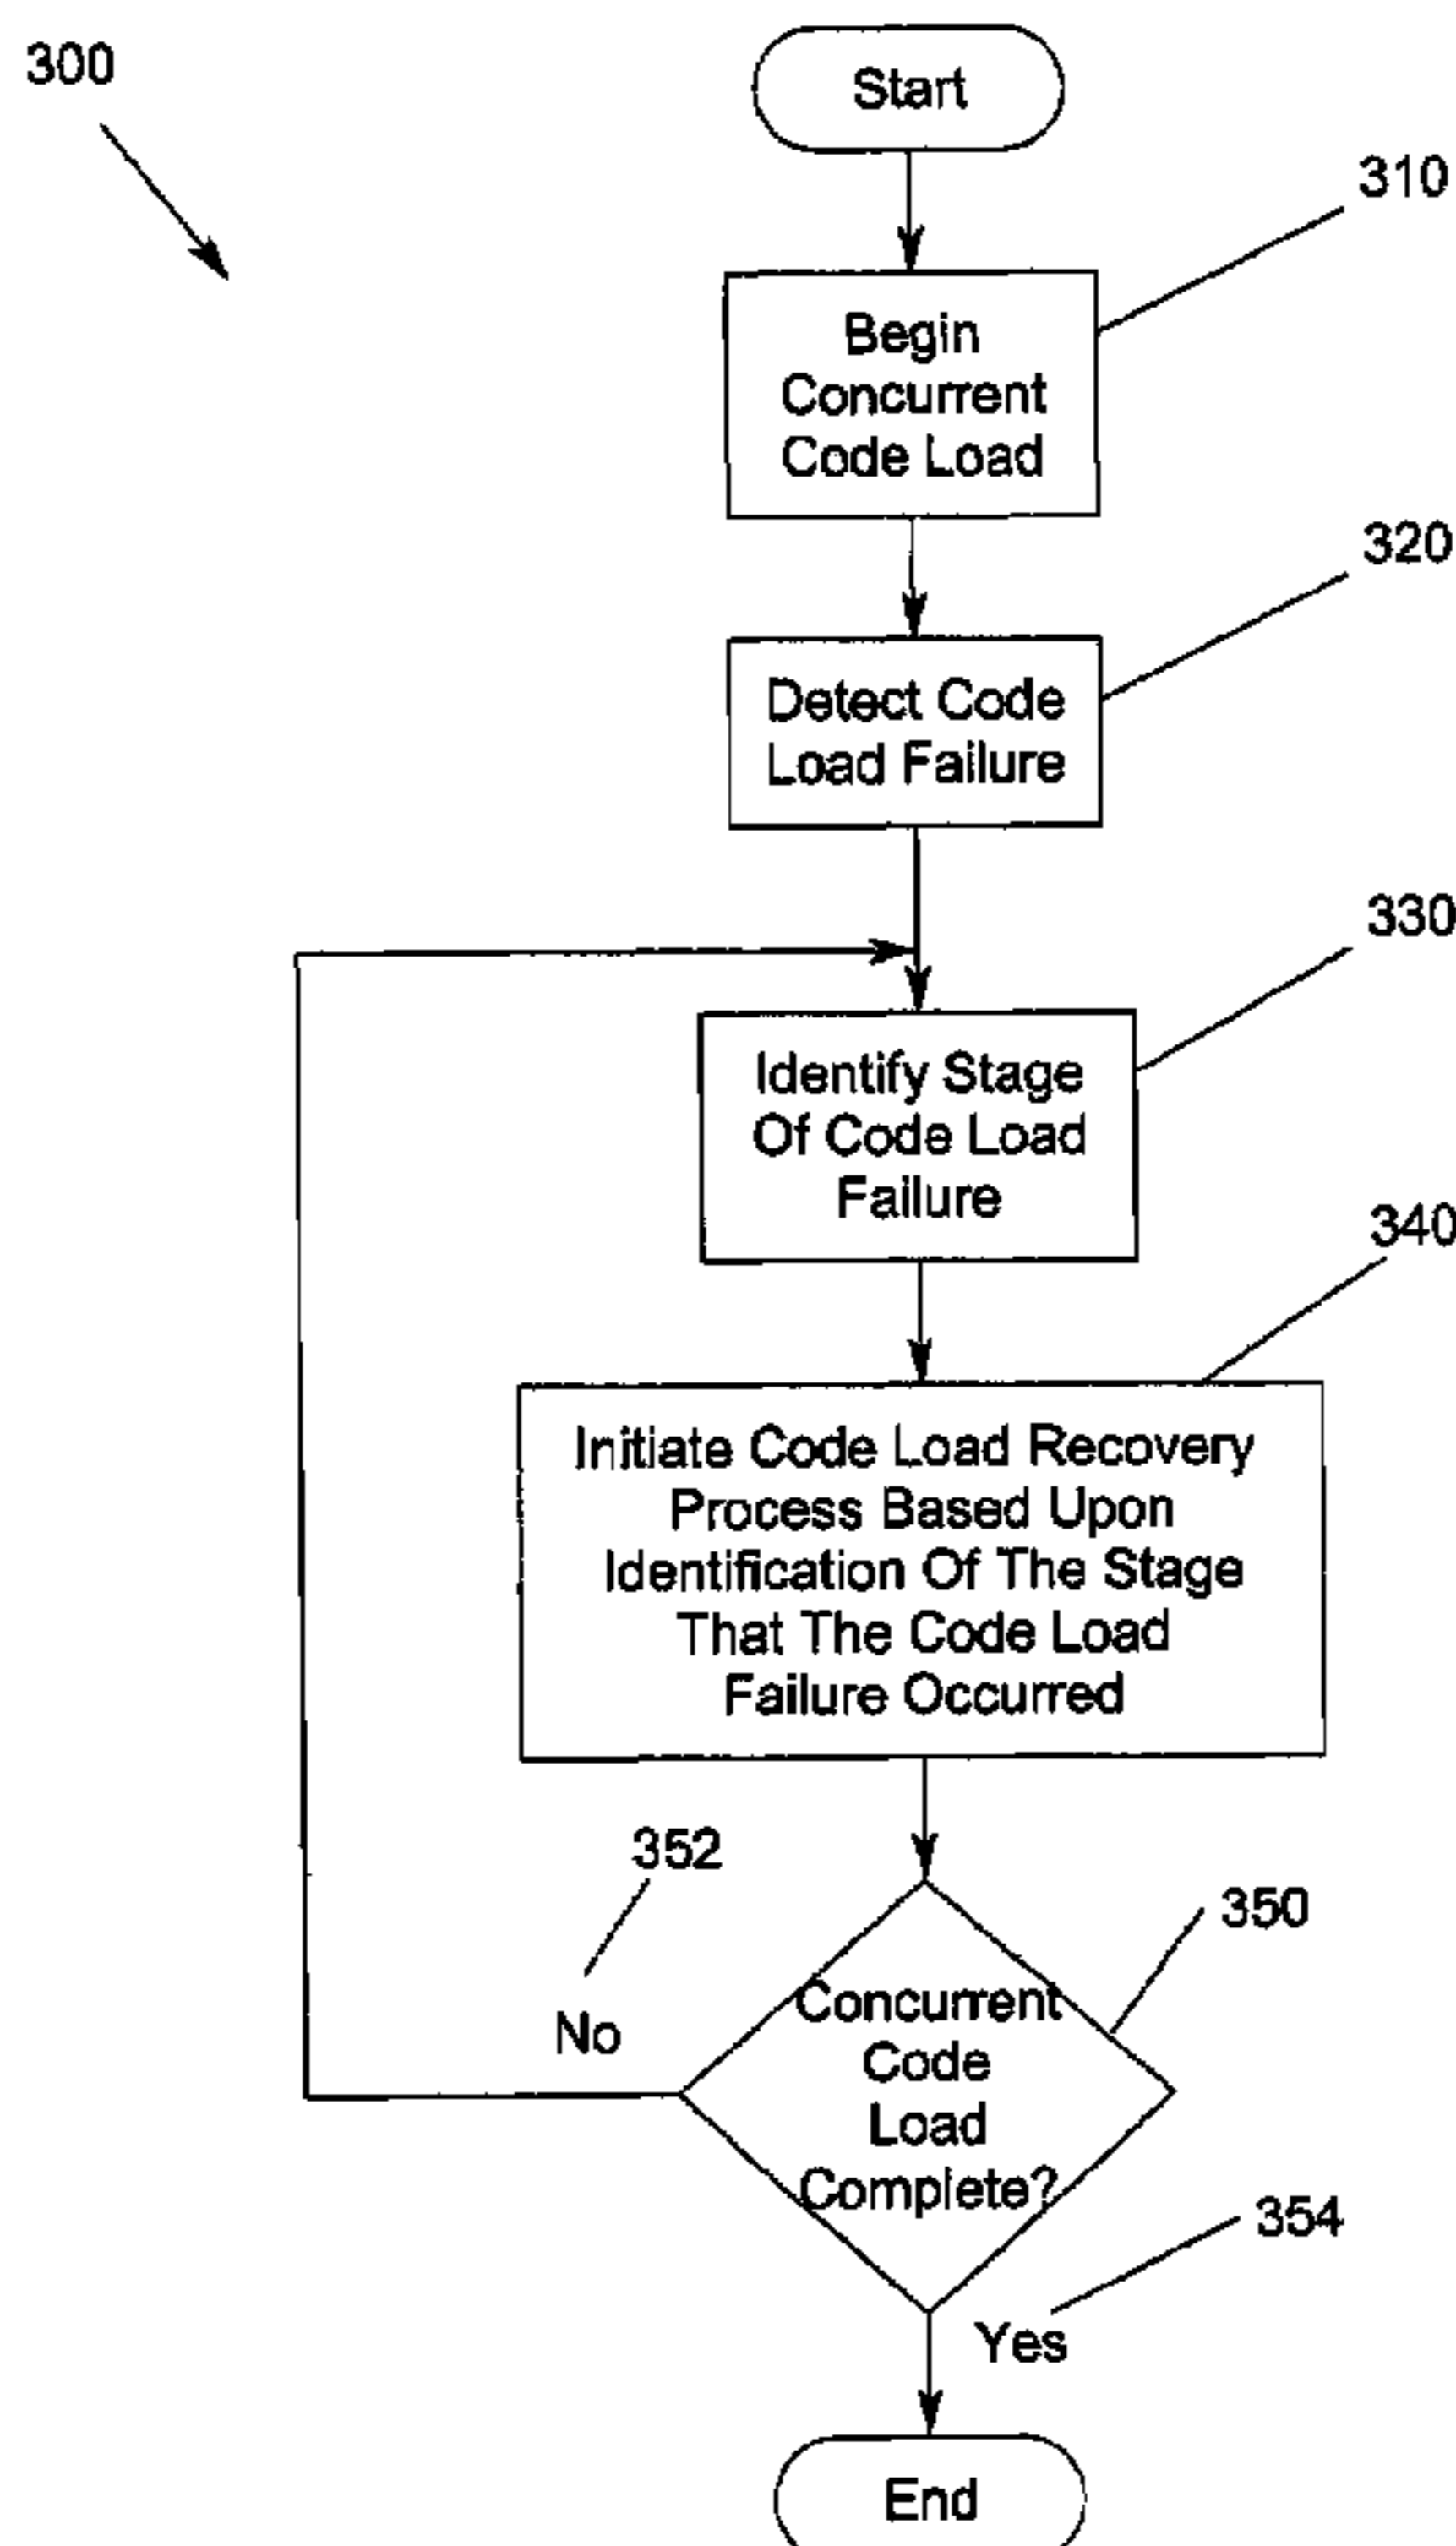 300
Start
310
Begin
Concurrent
Code Load
320
Detect Code
Load Failure
330
Identify Stage
Of Code Load
Failure
340
Initiate Code Load Recovery
Process Based Upon
Identification Of The Stage
That The Code Load
Failure Occurred
352
350
No
Concurrent
Code
Load
Complete?
354
Yes
End